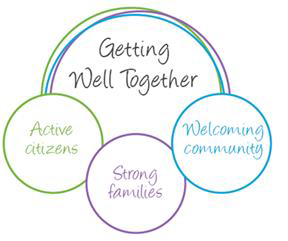 Getting
Well Together
Active
citizens
Strong
families
Welcoming
community